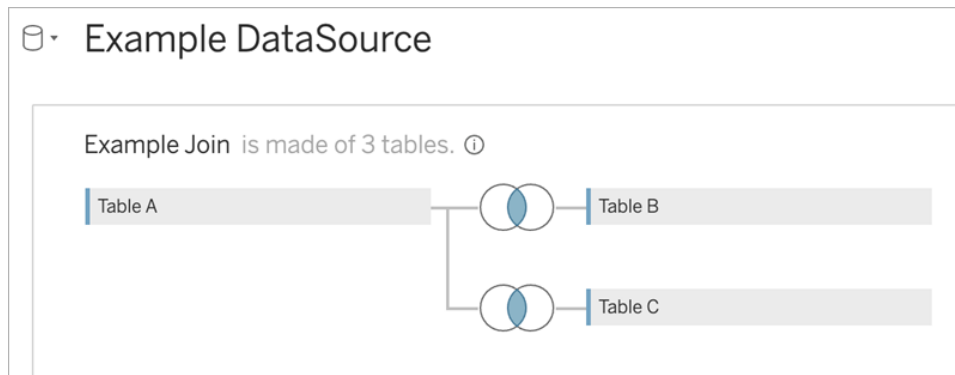 Example DataSource
Example Join is made of 3 tables.
Table A
Table B
Table C